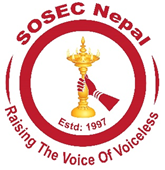 SOSEC Nepal
Estd: 1997
Raising The Voice Of Voiceless